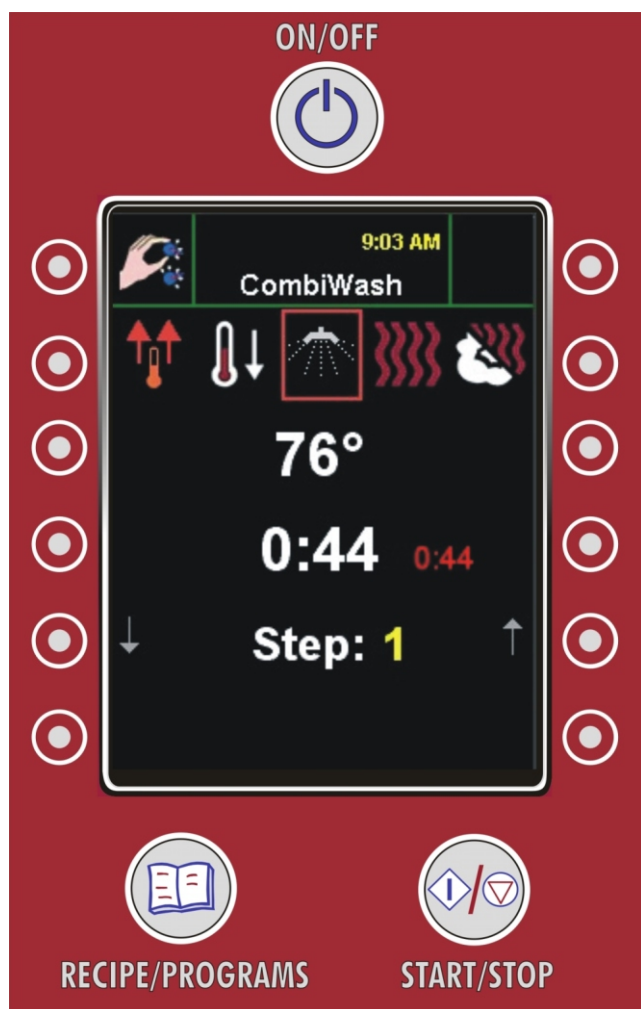 ON/OFF
9:03 AM
CombiWash
76°
0:44 0:44
Step: 1
RECIPE/PROGRAMS
START/STOP